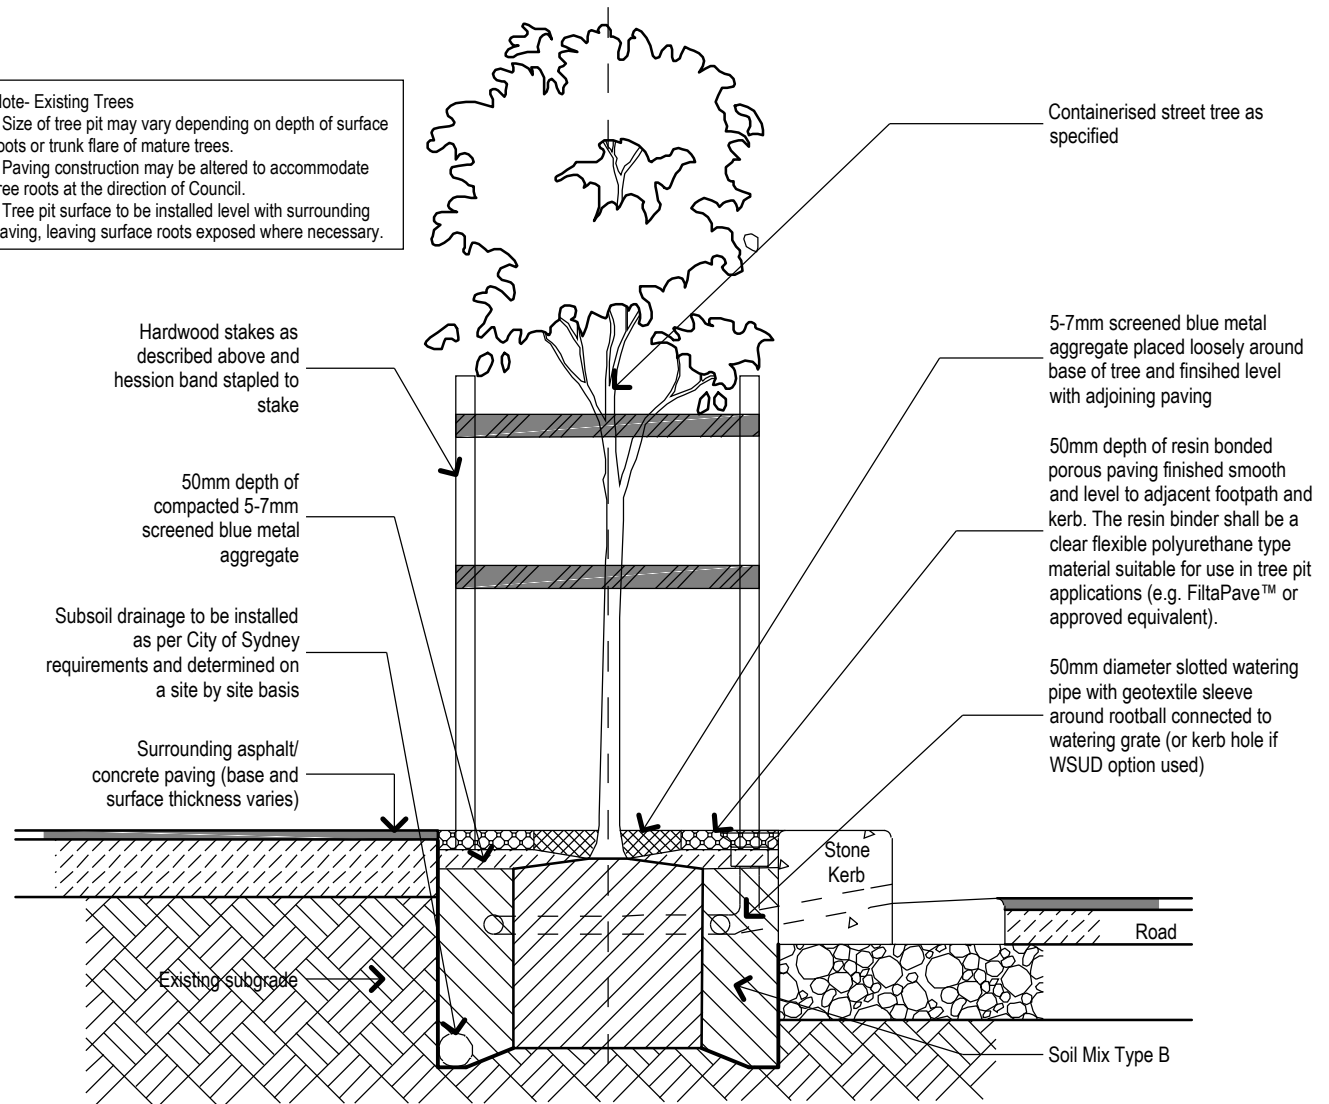 Note- Existing Trees
Size of tree pit may vary depending on depth of surface
roots or trunk flare of mature trees.
Paving construction may be altered to accommodate
tree roots at the direction of Council.
Tree pit surface to be installed level with surrounding
paving, leaving surface roots exposed where necessary.
Containerised street tree as
specified
Hardwood stakes as
described above and
hession band stapled to
stake
50mm depth of
compacted 5-7mm
screened blue metal
aggregate
Subsoil drainage to be installed
as per City of Sydney
requirements and determined on
a site by site basis
Surrounding asphalt/
concrete paving (base and
surface thickness varies)
Existing subgrade
5-7mm screened blue metal
aggregate placed loosely around
base of tree and finsihed level
with adjoining paving
50mm depth of resin bonded
porous paving finished smooth
and level to adjacent footpath and
kerb. The resin binder shall be a
clear flexible polyurethane type
material suitable for use in tree pit
applications (e.g. FiltaPave™ or
approved equivalent).
50mm diameter slotted watering
pipe with geotextile sleeve
around rootball connected to
watering grate (or kerb hole if
WSUD option used)
Stone
Kerb
Road
Soil Mix Type B